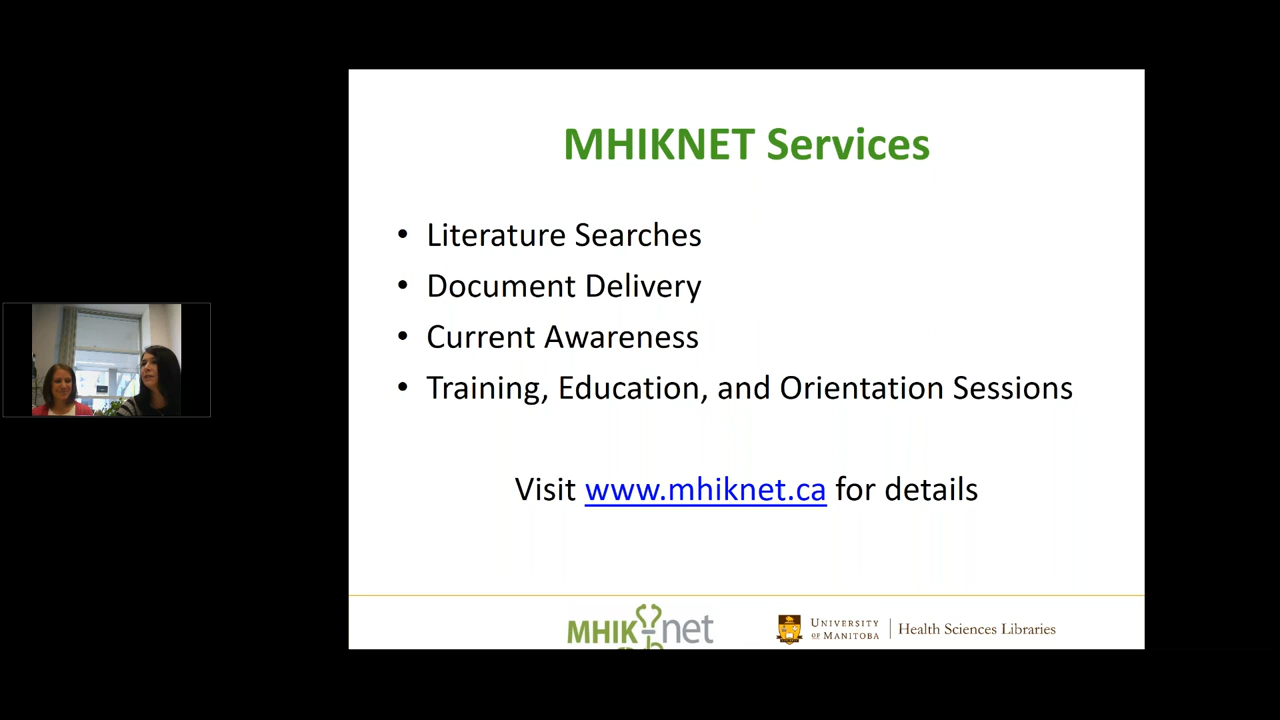 MHIKNET Services
• Literature Searches
• Document Delivery
• Current Awareness
• Training, Education, and Orientation Sessions
Visit www.mhiknet.ca for details
MHIK-net
UNIVERSITY OF MANITOBA | Health Sciences Libraries